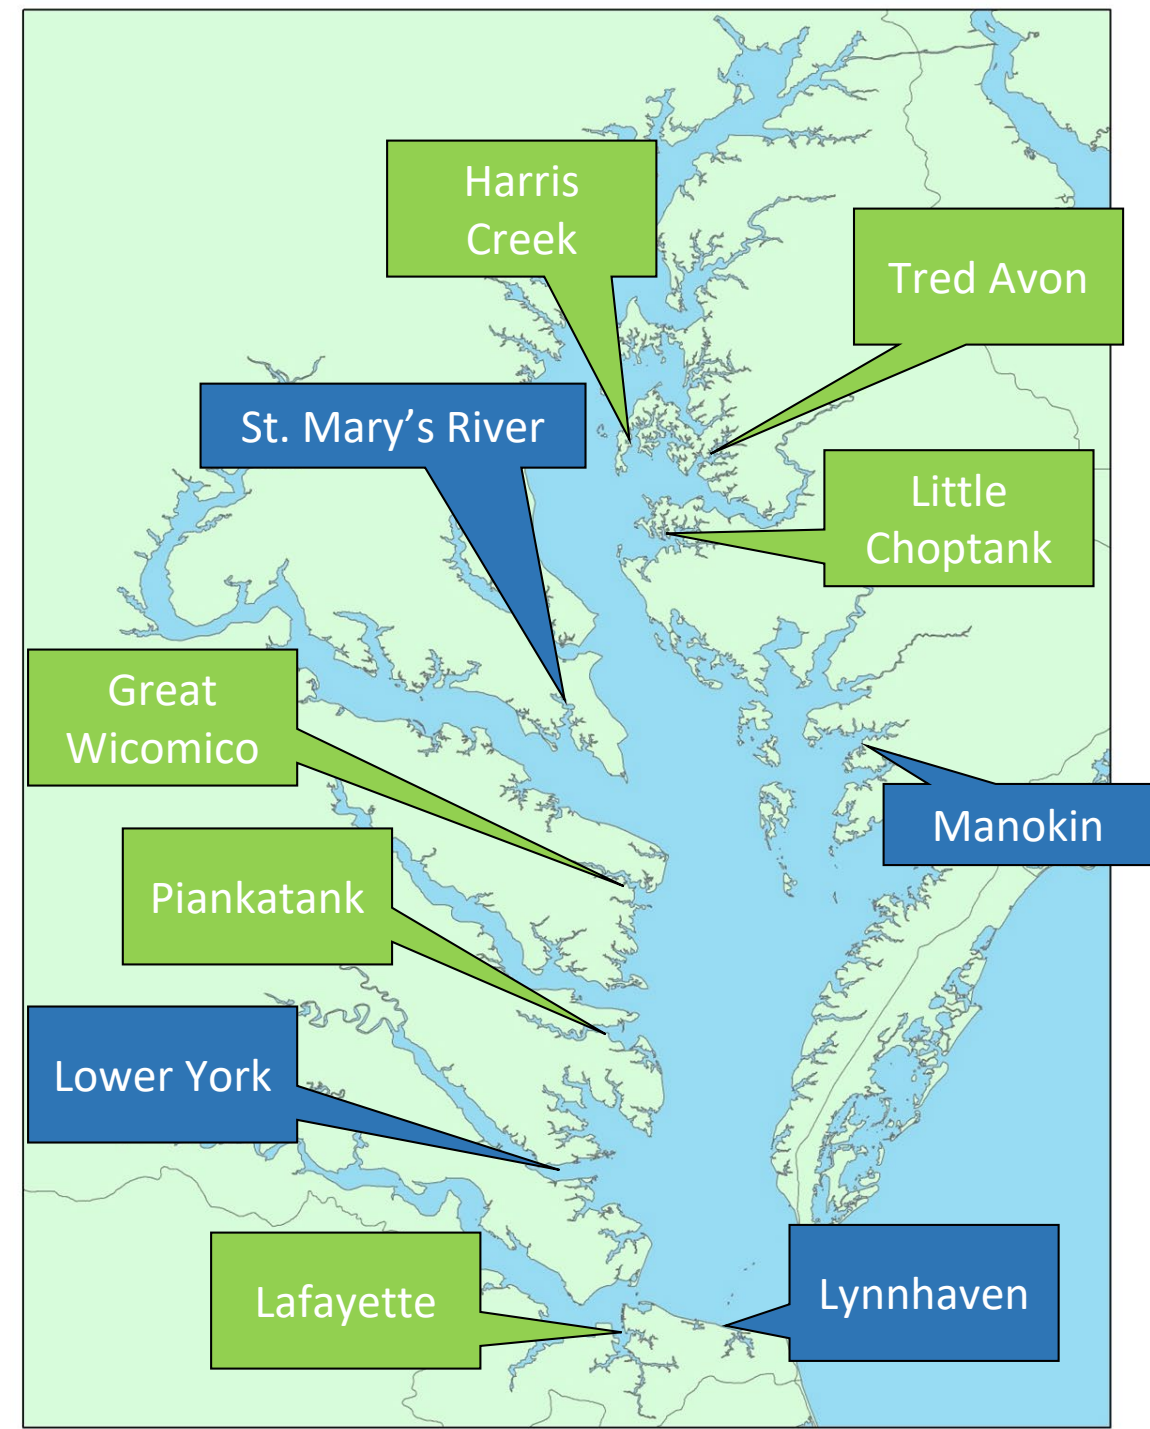 Harris
Creek
Tred Avon
St. Mary’s River
Little
Choptank
Great
Wicomico
Manokin
Piankatank
Lower York
Lafayette
Lynnhaven